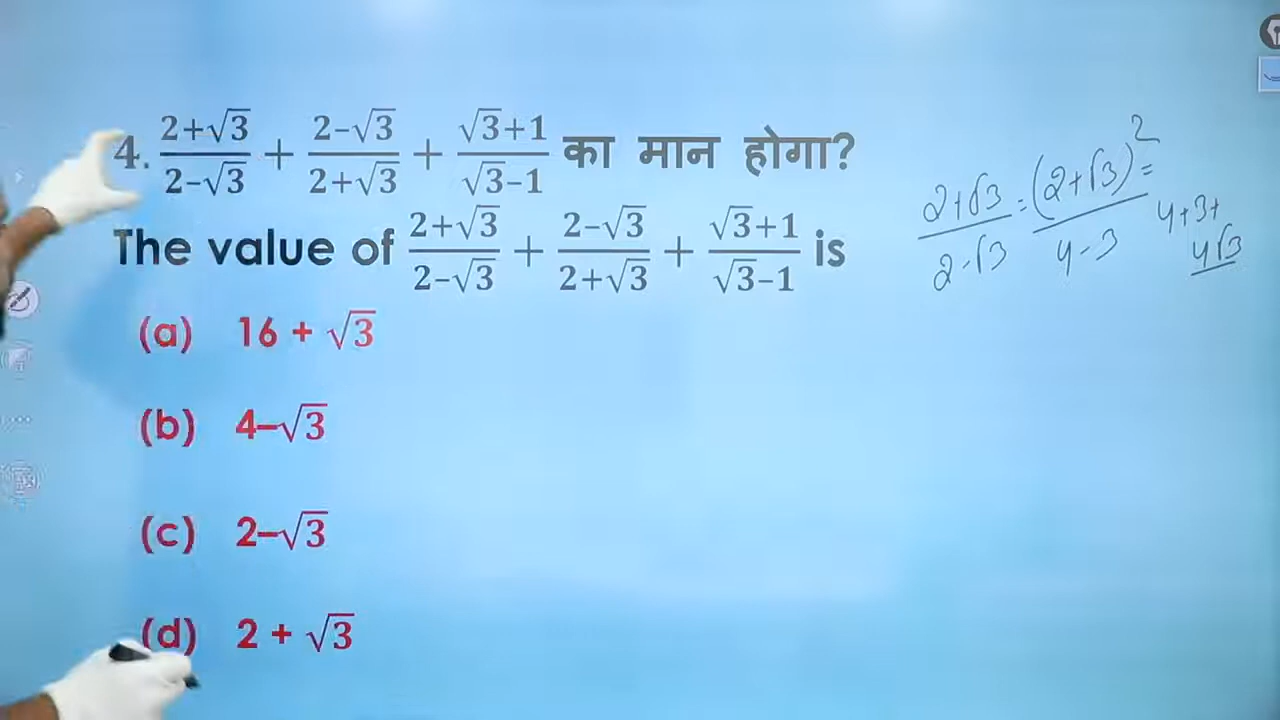 4. (2+√3)/(2−√3) + (2−√3)/(2+√3) + (√3+1)/(√3−1) का मान होगा?
The value of (2+√3)/(2−√3) + (2−√3)/(2+√3) + (√3+1)/(√3−1) is
(a) 16 + √3
(b) 4−√3
(c) 2−√3
(d) 2 + √3
(2+√3)/(2-√3) = (2+√3)²/(4-3) =
4+3+
4√3